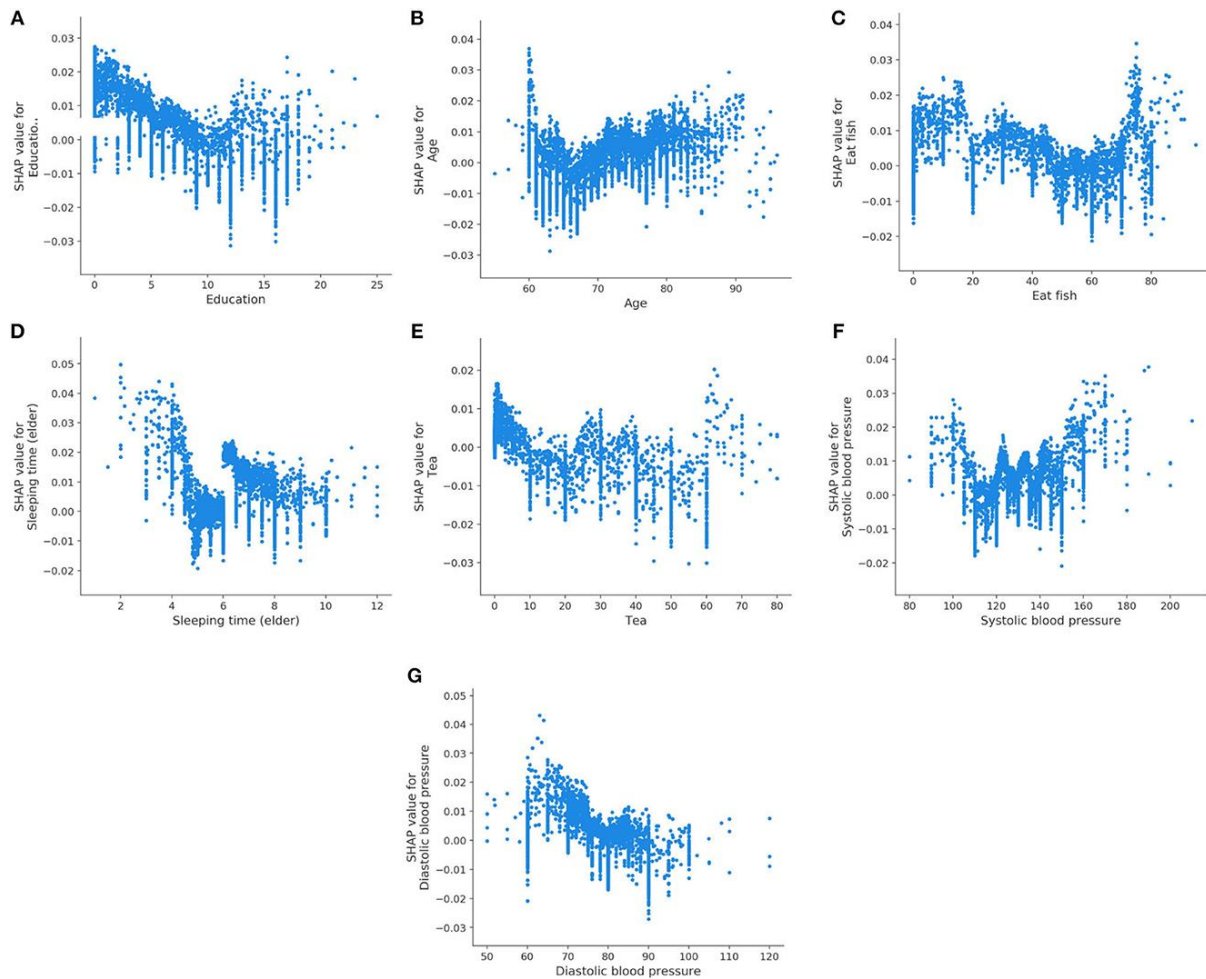 A
SHAP value for
Educatio..
0.03
0.02
0.01
0.00
−0.01
−0.02
−0.03
0 5 10 15 20 25
Education
B
SHAP value for
Age
0.04
0.03
0.02
0.01
0.00
−0.01
−0.02
−0.03
60 70 80 90
Age
C
SHAP value for
Eat fish
0.04
0.03
0.02
0.01
0.00
−0.01
−0.02
0 20 40 60 80
Eat fish
D
SHAP value for
Sleeping time (elder)
0.05
0.04
0.03
0.02
0.01
0.00
−0.01
−0.02
2 4 6 8 10 12
Sleeping time (elder)
E
SHAP value for
Tea
0.02
0.01
0.00
−0.01
−0.02
−0.03
0 10 20 30 40 50 60 70 80
Tea
F
SHAP value for
Systolic blood pressure
0.04
0.03
0.02
0.01
0.00
−0.01
−0.02
80 100 120 140 160 180 200
Systolic blood pressure
G
SHAP value for
Diastolic blood pressure
0.05
0.04
0.03
0.02
0.01
0.00
−0.01
−0.02
−0.03
50 60 70 80 90 100 110 120
Diastolic blood pressure